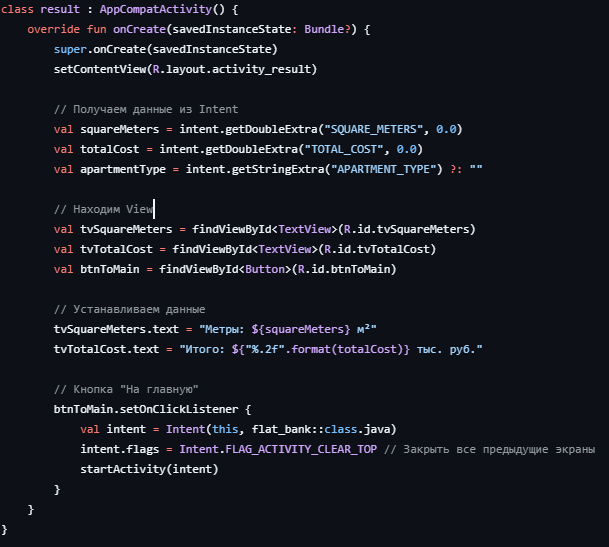 class result : AppCompatActivity() {
override fun onCreate(savedInstanceState: Bundle?) {
super.onCreate(savedInstanceState)
setContentView(R.layout.activity_result)
// Получаем данные из Intent
val squareMeters = intent.getDoubleExtra("SQUARE_METERS", 0.0)
val totalCost = intent.getDoubleExtra("TOTAL_COST", 0.0)
val apartmentType = intent.getStringExtra("APARTMENT_TYPE") ?: ""
// Находим View
val tvSquareMeters = findViewById<TextView>(R.id.tvSquareMeters)
val tvTotalCost = findViewById<TextView>(R.id.tvTotalCost)
val btnToMain = findViewById<Button>(R.id.btnToMain)
// Устанавливаем данные
tvSquareMeters.text = "Метры: ${squareMeters} м²"
tvTotalCost.text = "Итого: ${"%.2f".format(totalCost)} тыс. руб."
// Кнопка "На главную"
btnToMain.setOnClickListener {
val intent = Intent(this, flat_bank::class.java)
intent.flags = Intent.FLAG_ACTIVITY_CLEAR_TOP // Закрыть все предыдущие экраны
startActivity(intent)
}
}
}